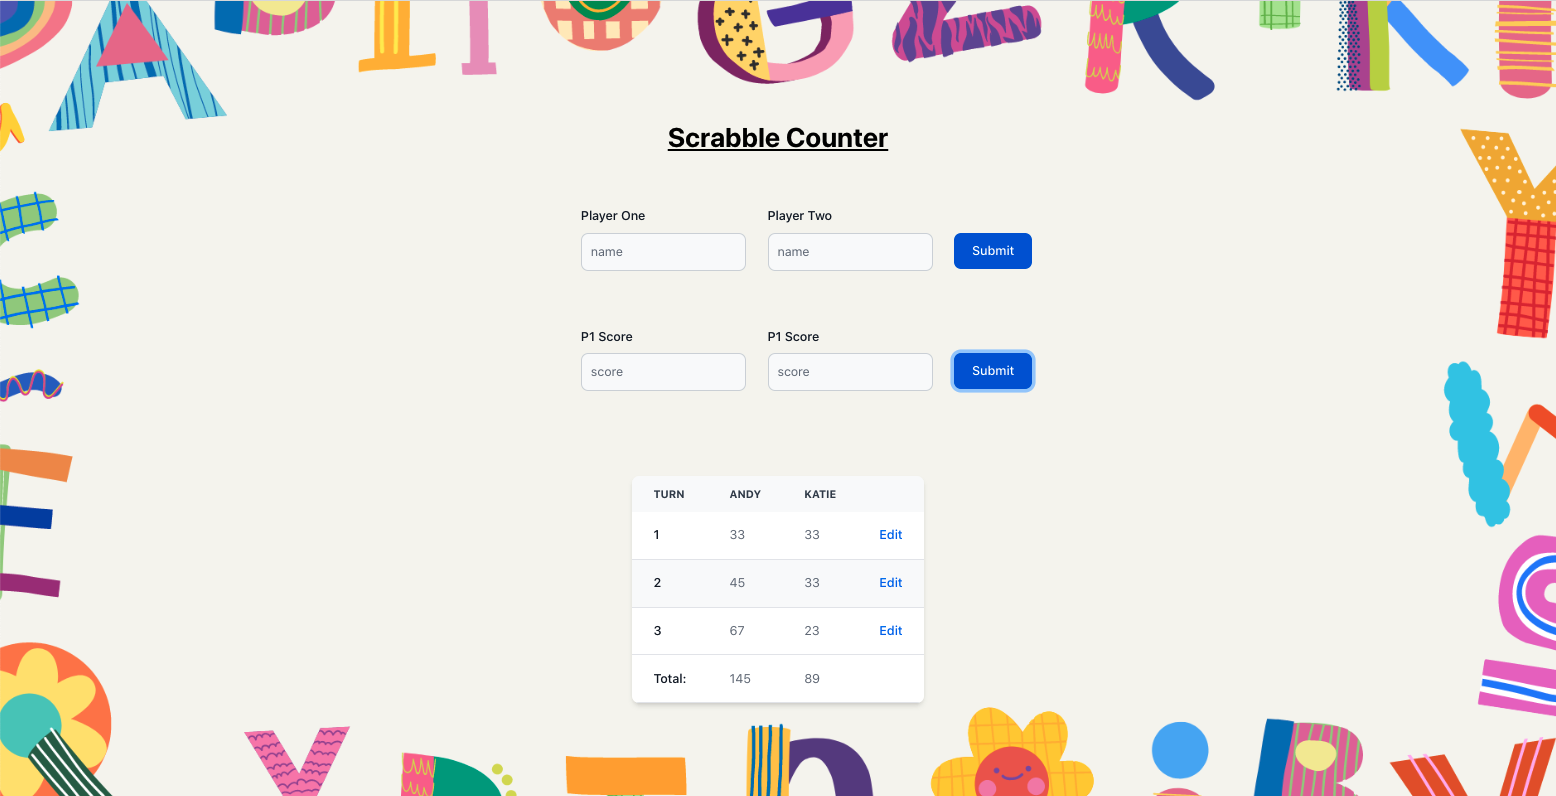 Scrabble Counter
Player One Player Two
name name Submit
P1 Score P1 Score
score score Submit
TURN ANDY KATIE
1 33 33 Edit
2 45 33 Edit
3 67 23 Edit
Total: 145 89